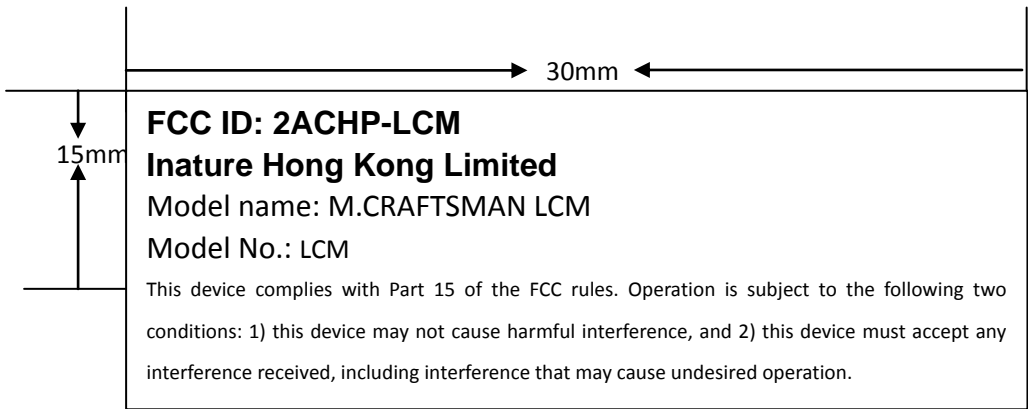 30mm
15mm
FCC ID: 2ACHP-LCM
Inature Hong Kong Limited
Model name: M.CRAFTSMAN LCM
Model No.: LCM
This device complies with Part 15 of the FCC rules. Operation is subject to the following two
conditions: 1) this device may not cause harmful interference, and 2) this device must accept any
interference received, including interference that may cause undesired operation.